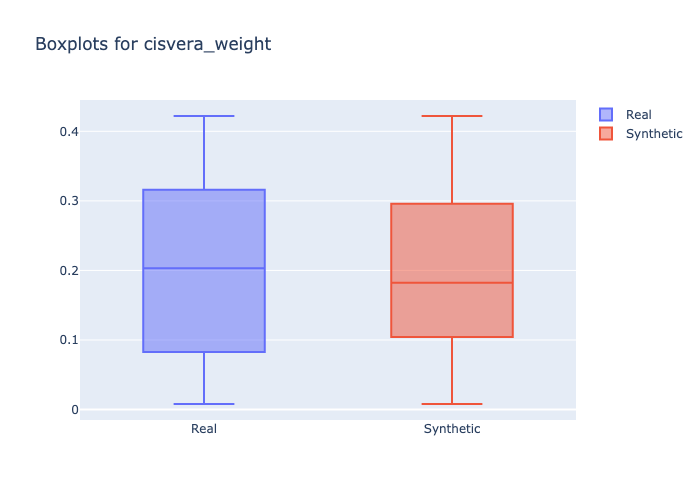 Boxplots for cisvera_weight
Real
Synthetic
0.4
0.3
0.2
0.1
0
Real
Synthetic